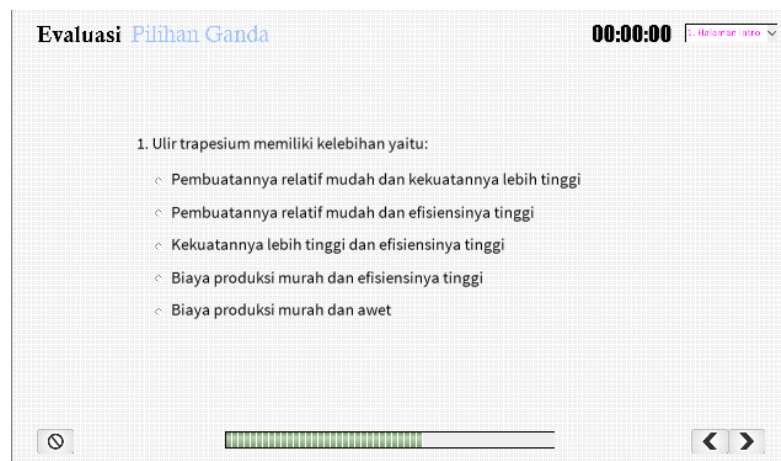 Evaluasi Pilihan Ganda
00:00:00
1. Halaman Intro
1. Ulir trapesium memiliki kelebihan yaitu:
Pembuatannya relatif mudah dan kekuatannya lebih tinggi
Pembuatannya relatif mudah dan efisiensinya tinggi
Kekuatannya lebih tinggi dan efisiensinya tinggi
Biaya produksi murah dan efisiensinya tinggi
Biaya produksi murah dan awet